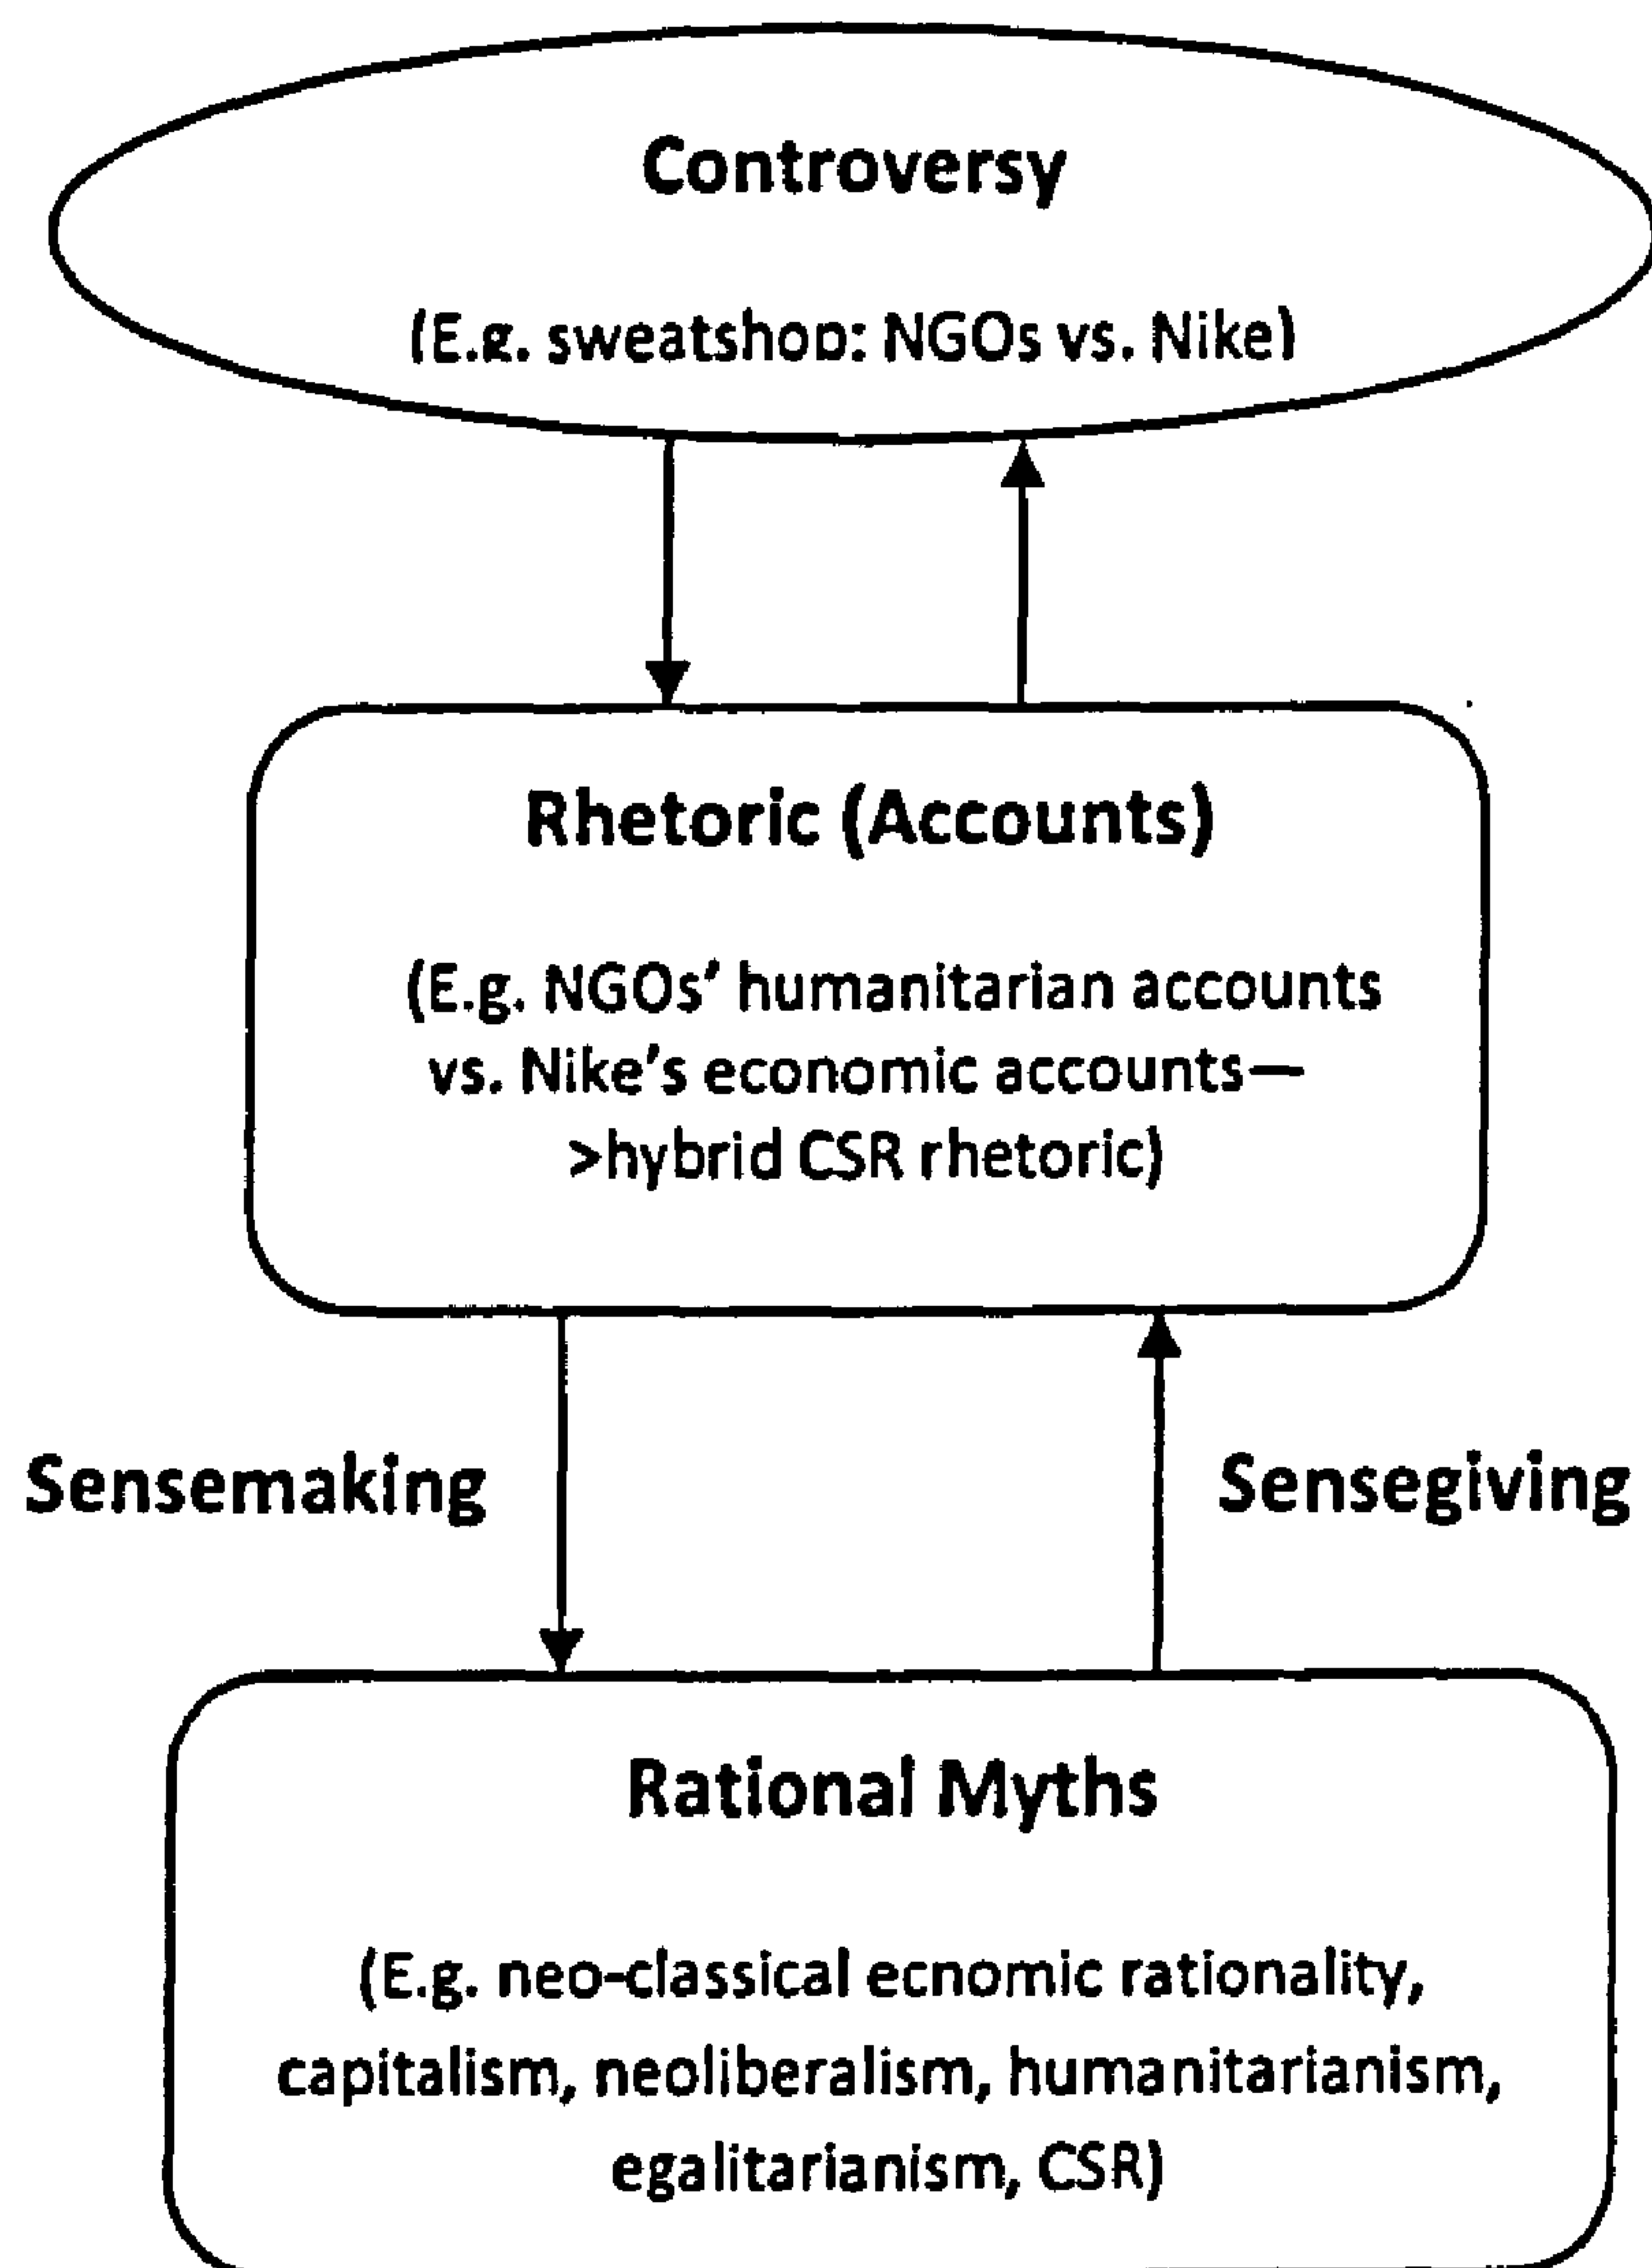 Controversy
(E.g. sweatshop: NGOs vs. Nike)
Rhetoric (Accounts)
(E.g. NGOs’ humanitarian accounts
vs. Nike’s economic accounts—
>hybrid CSR rhetoric)
Sensemaking
Sensegiving
Rational Myths
(E.g. neo-classical ecnomic rationality,
capitalism, neoliberalism, humanitarianism,
egalitarianism, CSR)